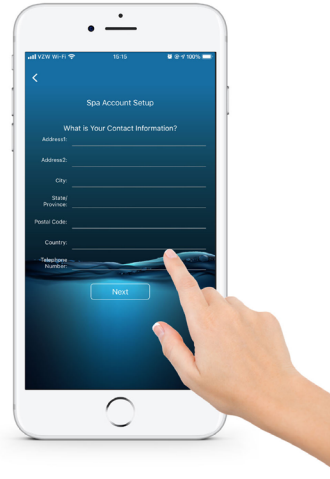 VZW Wi-Fi 15:15 100%
Spa Account Setup
What is Your Contact Information?
Address1:
Address2:
City:
State/
Province:
Postal Code:
Country:
Telephone
Number:
Next